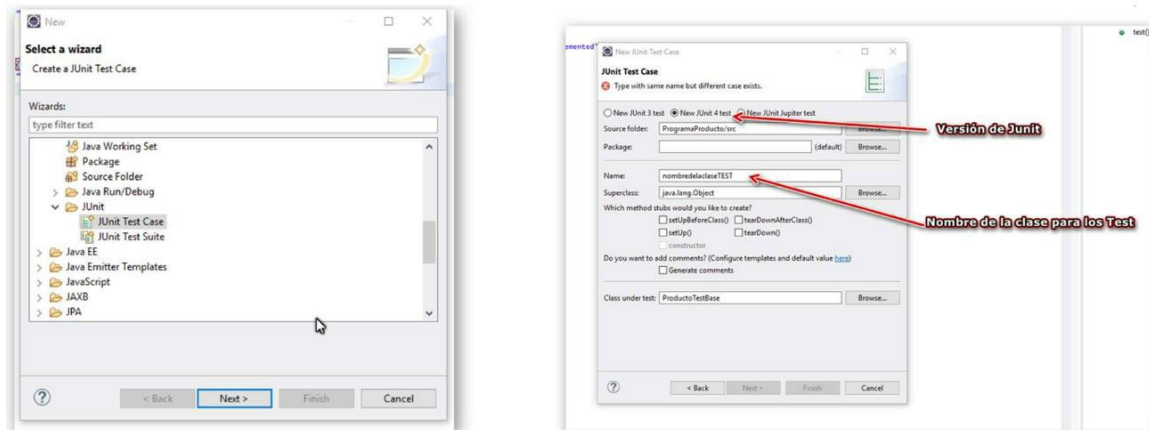 New
Select a wizard
Create a JUnit Test Case
Wizards:
type filter text
Java Working Set
Package
Source Folder
Java Run/Debug
JUnit
JUnit Test Case
JUnit Test Suite
Java EE
Java Emitter Templates
JavaScript
JAXB
JPA
< Back Next > Finish Cancel
test()
New JUnit Test Case
JUnit Test Case
Type with same name but different case exists.
New JUnit 3 test New JUnit 4 test New JUnit Jupiter test
Source folder: ProgramaProducto/src Browse...
Package: (default) Browse...
Name: nombredelaclaseTEST
Superclass: java.lang.Object Browse...
Which method stubs would you like to create?
setUpBeforeClass() tearDownAfterClass()
setUp() tearDown()
constructor
Do you want to add comments? (Configure templates and default value here)
Generate comments
Class under test: ProductoTestBase Browse...
< Back Next > Finish Cancel
Versión de Junit
Nombre de la clase para los Test